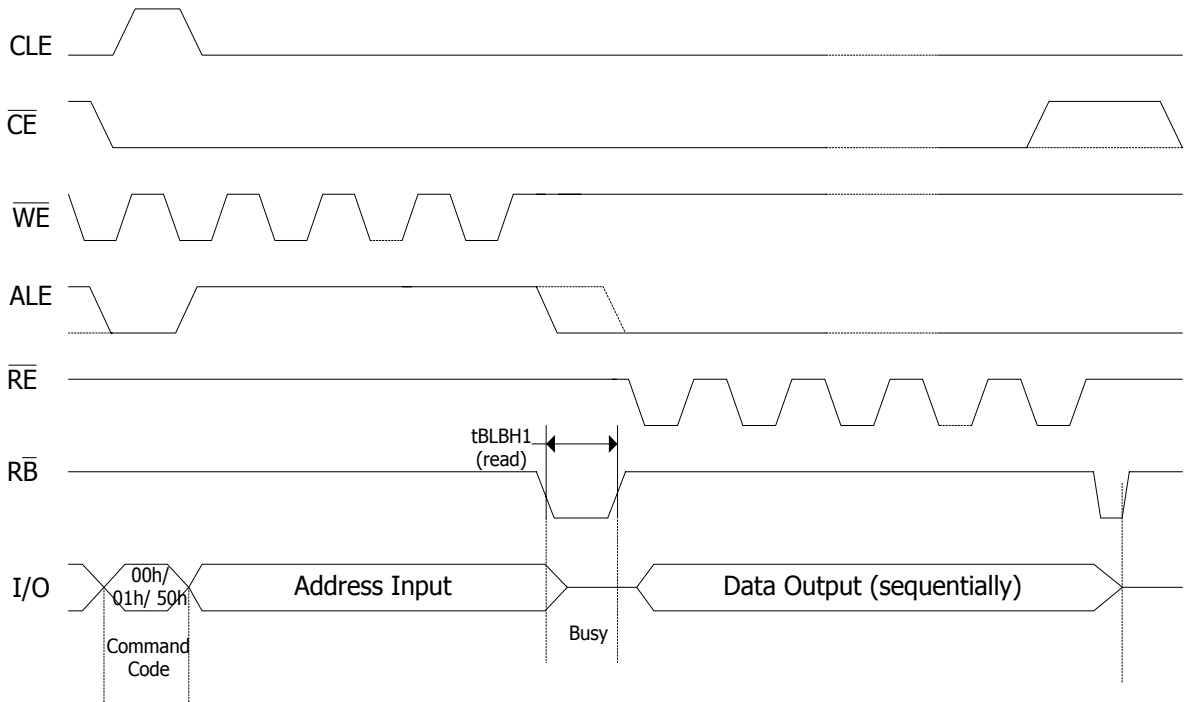 CLE
CE
WE
ALE
RE
tBLBH1
(read)
RB
I/O
00h/
01h/ 50h
Address Input
Data Output (sequentially)
Busy
Command
Code